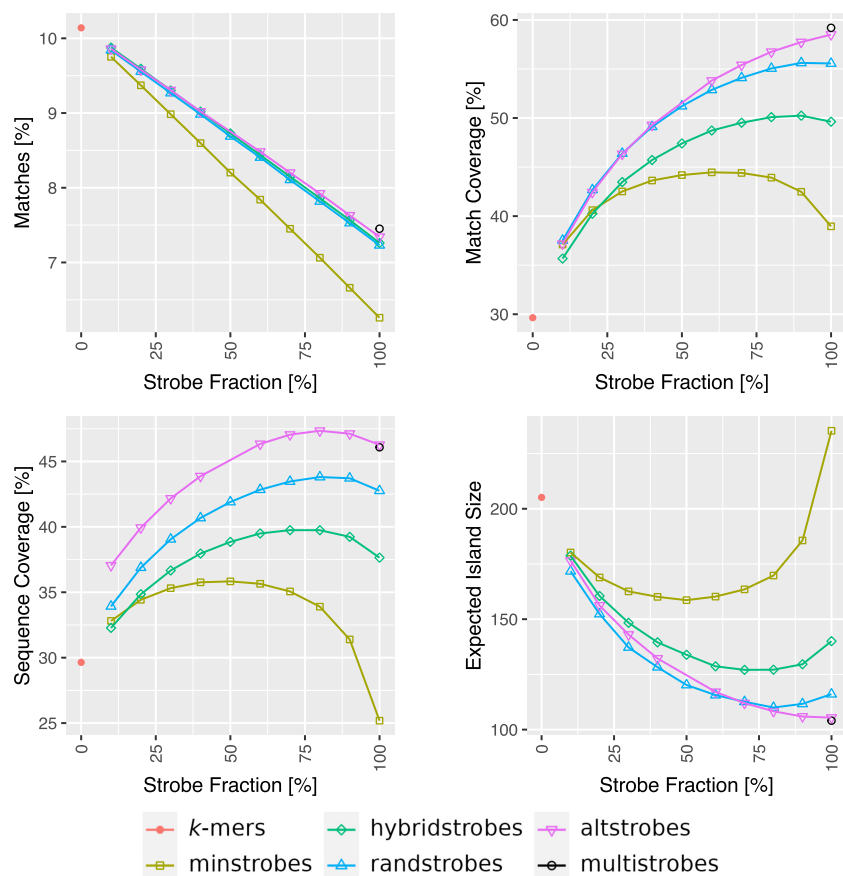 10
9
8
7
Matches [%]
0
25
50
75
100
Strobe Fraction [%]
60
50
40
30
Match Coverage [%]
0
25
50
75
100
Strobe Fraction [%]
45
40
35
30
25
Sequence Coverage [%]
0
25
50
75
100
Strobe Fraction [%]
200
150
100
Expected Island Size
0
25
50
75
100
Strobe Fraction [%]
k-mers
hybridstrobes
altstrobes
minstrobes
randstrobes
multistrobes